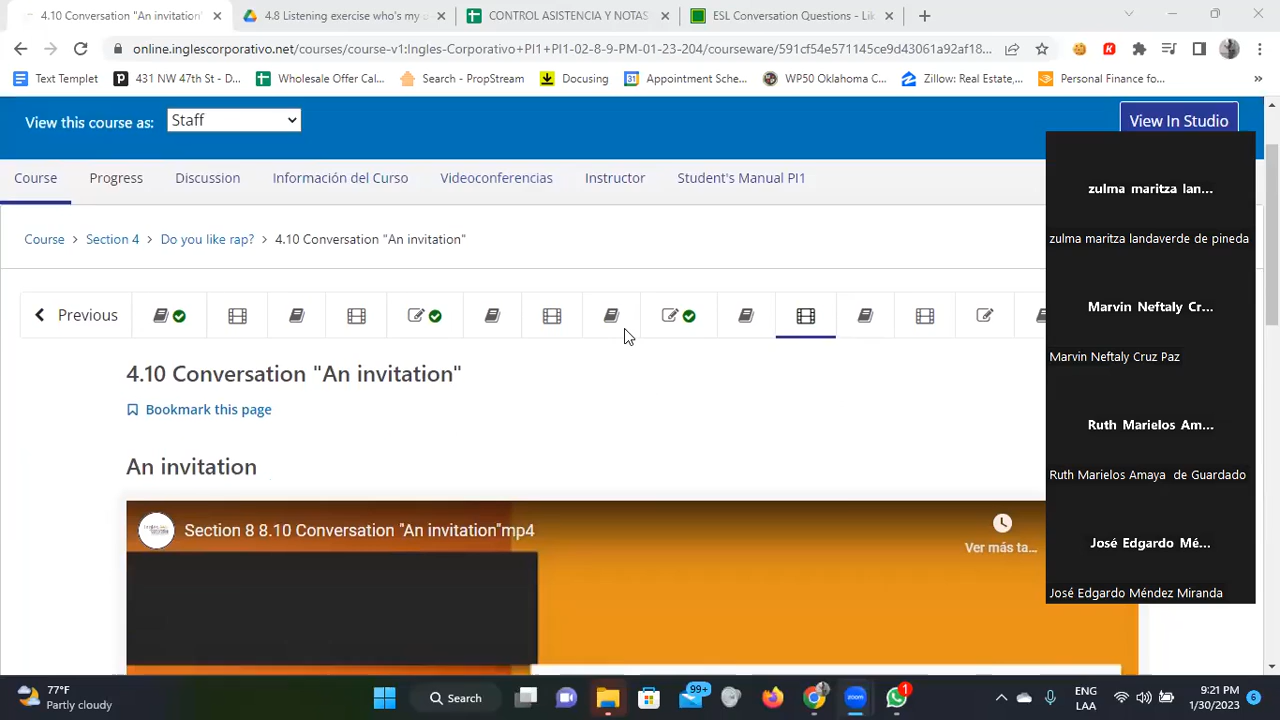 4.10 Conversation "An invitation"
4.8 Listening exercise who's my
CONTROL ASISTENCIA Y NOTAS
ESL Conversation Questions - Lik
online.inglescorporativo.net/courses/course-v1:Ingles-Corporativo+PI1+PI1-02-8-9-PM-01-23-204/courseware/591cf54e571145ce9d43061a92af18...
Text Templet
431 NW 47th St - D...
Wholesale Offer Cal...
Search - PropStream
Docusing
Appointment Sche...
WP50 Oklahoma C...
Zillow: Real Estate,...
Personal Finance fo...
»
View this course as:
Staff
View In Studio
Course
Progress
Discussion
Información del Curso
Videoconferencias
Instructor
Student's Manual PI1
Course > Section 4 > Do you like rap? > 4.10 Conversation "An invitation"
Previous
4.10 Conversation "An invitation"
Bookmark this page
An invitation
Section 8 8.10 Conversation "An invitation"mp4
Ver más ta...
zulma maritza lan...
zulma maritza landaverde de pineda
Marvin Neftaly Cr...
Marvin Neftaly Cruz Paz
Ruth Marielos Am...
Ruth Marielos Amaya de Guardado
José Edgardo Mé...
José Edgardo Méndez Miranda
77°F
Partly cloudy
Search
99+
1
ENG
LAA
9:21 PM
1/30/2023
6